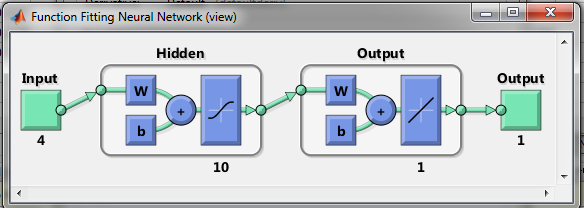 Function Fitting Neural Network (view)
Hidden Output
Input W b + W b + Output
4 10 1 1